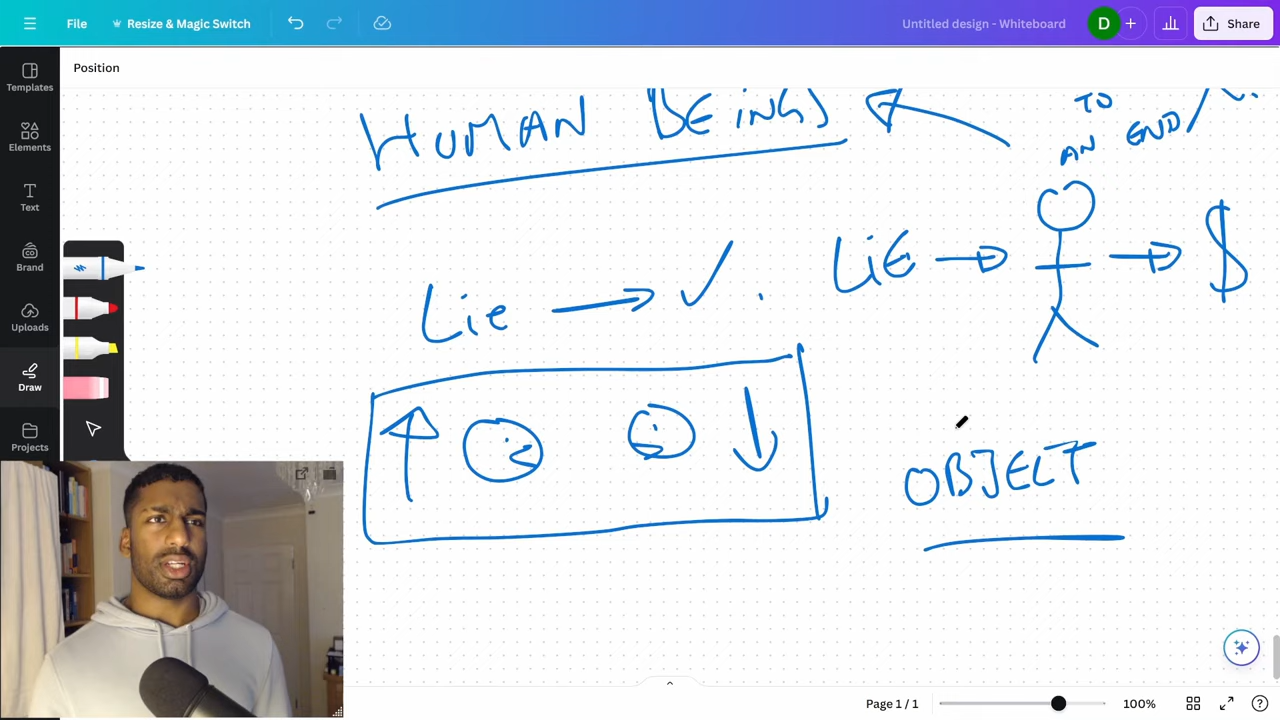 File
Resize & Magic Switch
Untitled design - Whiteboard
D
+
Share
Position
Templates
Elements
Text
Brand
Uploads
Draw
Projects
HUMAN BEiNGS
TO
AN END/
LiE → → $
Lie → ✓ .
↑ ↓
OBJECT
Page 1 / 1
100%